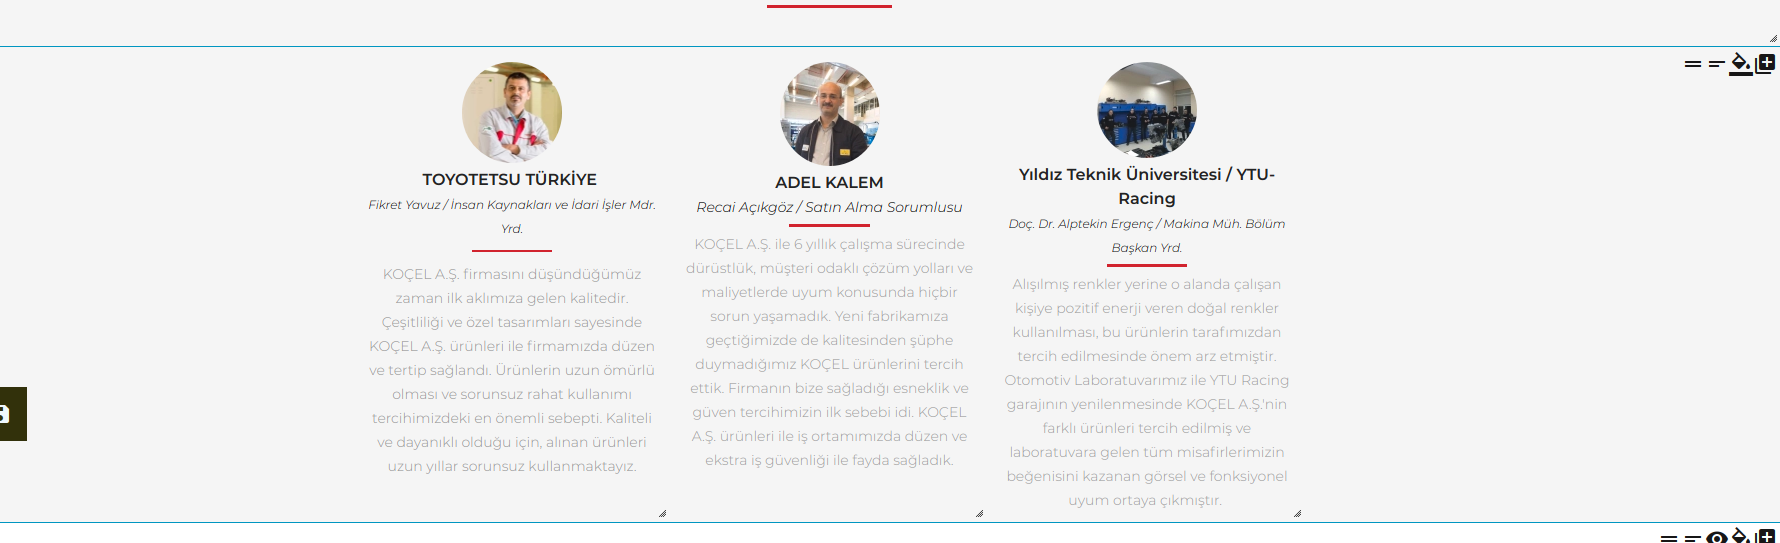 TOYOTETSU TÜRKİYE
Fikret Yavuz / İnsan Kaynakları ve İdari İşler Mdr.
Yrd.
KOÇEL A.Ş. firmasını düşündüğümüz
zaman ilk aklımıza gelen kalitedir.
Çeşitliliği ve özel tasarımları sayesinde
KOÇEL A.Ş. ürünleri ile firmamızda düzen
ve tertip sağlandı. Ürünlerin uzun ömürlü
olması ve sorunsuz rahat kullanımı
tercihimizdeki en önemli sebepti. Kaliteli
ve dayanıklı olduğu için, alınan ürünleri
uzun yıllar sorunsuz kullanmaktayız.
ADEL KALEM
Recai Açıkgöz / Satın Alma Sorumlusu
KOÇEL A.Ş. ile 6 yıllık çalışma sürecinde
dürüstlük, müşteri odaklı çözüm yolları ve
maliyetlerde uyum konusunda hiçbir
sorun yaşamadık. Yeni fabrikamıza
geçtiğimizde de kalitesinden şüphe
duymadığımız KOÇEL ürünlerini tercih
ettik. Firmanın bize sağladığı esneklik ve
güven tercihimizin ilk sebebi idi. KOÇEL
A.Ş. ürünleri ile iş ortamımızda düzen ve
ekstra iş güvenliği ile fayda sağladık.
Yıldız Teknik Üniversitesi / YTU-
Racing
Doç. Dr. Alptekin Ergenç / Makina Müh. Bölüm
Başkan Yrd.
Alışılmış renkler yerine o alanda çalışan
kişiye pozitif enerji veren doğal renkler
kullanılması, bu ürünlerin tarafımızdan
tercih edilmesinde önem arz etmiştir.
Otomotiv Laboratuvarımız ile YTU Racing
garajının yenilenmesinde KOÇEL A.Ş.'nin
farklı ürünleri tercih edilmiş ve
laboratuvara gelen tüm misafirlerimizin
beğenisini kazanan görsel ve fonksiyonel
uyum ortaya çıkmıştır.